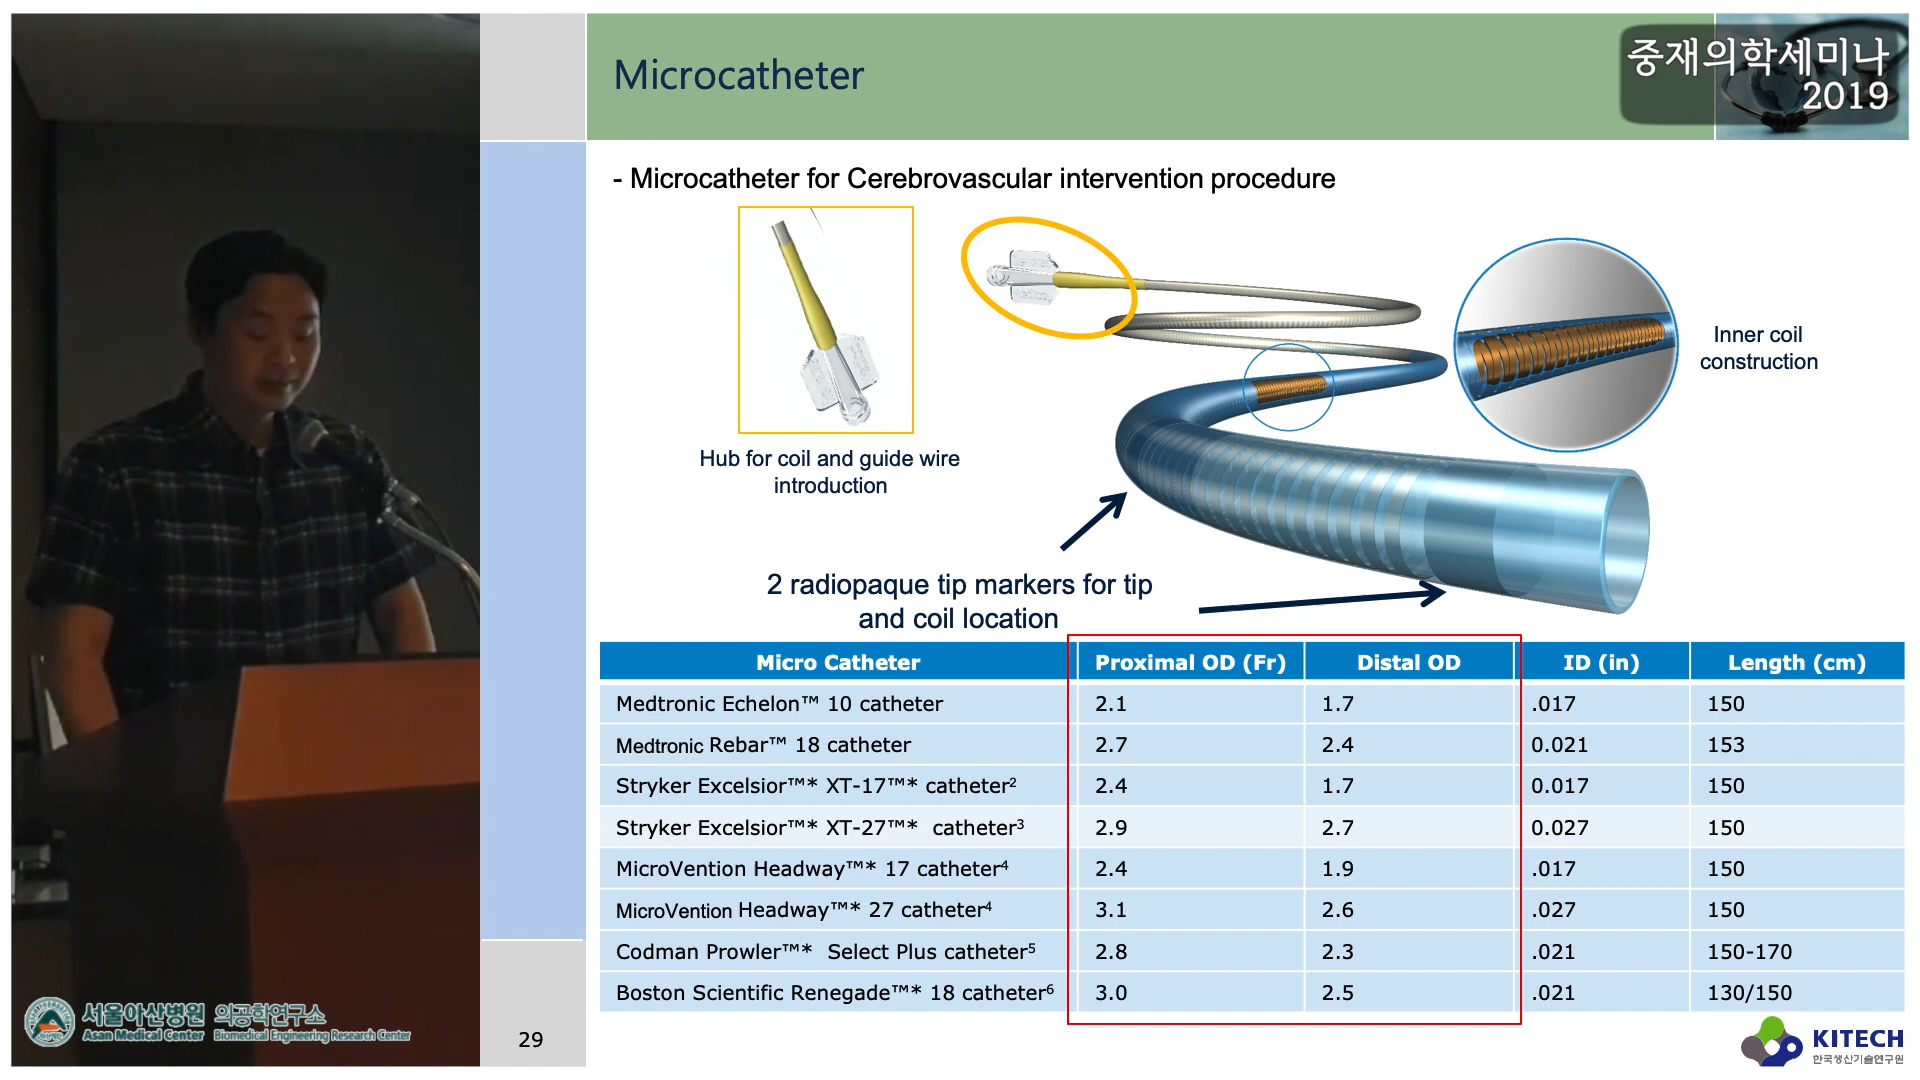 Microcatheter
중재의학세미나
2019
- Microcatheter for Cerebrovascular intervention procedure
Hub for coil and guide wire
introduction
Inner coil
construction
2 radiopaque tip markers for tip
and coil location
Micro Catheter Proximal OD (Fr) Distal OD ID (in) Length (cm)
Medtronic Echelon™ 10 catheter 2.1 1.7 .017 150
Medtronic Rebar™ 18 catheter 2.7 2.4 0.021 153
Stryker Excelsior™* XT-17™* catheter² 2.4 1.7 0.017 150
Stryker Excelsior™* XT-27™* catheter³ 2.9 2.7 0.027 150
MicroVention Headway™* 17 catheter⁴ 2.4 1.9 .017 150
MicroVention Headway™* 27 catheter⁴ 3.1 2.6 .027 150
Codman Prowler™* Select Plus catheter⁵ 2.8 2.3 .021 150-170
Boston Scientific Renegade™* 18 catheter⁶ 3.0 2.5 .021 130/150
서울아산병원 의공학연구소
Asan Medical Center Biomedical Engineering Research Center
29
KITECH
한국생산기술연구원